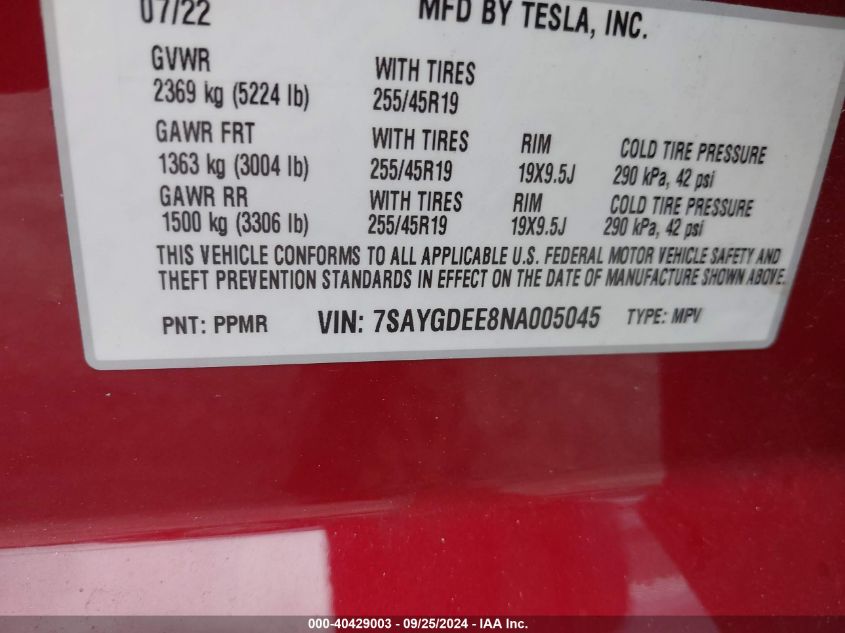 07/22 MFD BY TESLA, INC.
GVWR WITH TIRES
2369 kg (5224 lb) 255/45R19
GAWR FRT WITH TIRES RIM COLD TIRE PRESSURE
1363 kg (3004 lb) 255/45R19 19X9.5J 290 kPa, 42 psi
GAWR RR WITH TIRES RIM COLD TIRE PRESSURE
1500 kg (3306 lb) 255/45R19 19X9.5J 290 kPa, 42 psi
THIS VEHICLE CONFORMS TO ALL APPLICABLE U.S. FEDERAL MOTOR VEHICLE SAFETY AND
THEFT PREVENTION STANDARDS IN EFFECT ON THE DATE OF MANUFACTURE SHOWN ABOVE.
PNT: PPMR VIN: 7SAYGDEE8NA005045 TYPE: MPV
000-40429003 - 09/25/2024 - IAA Inc.